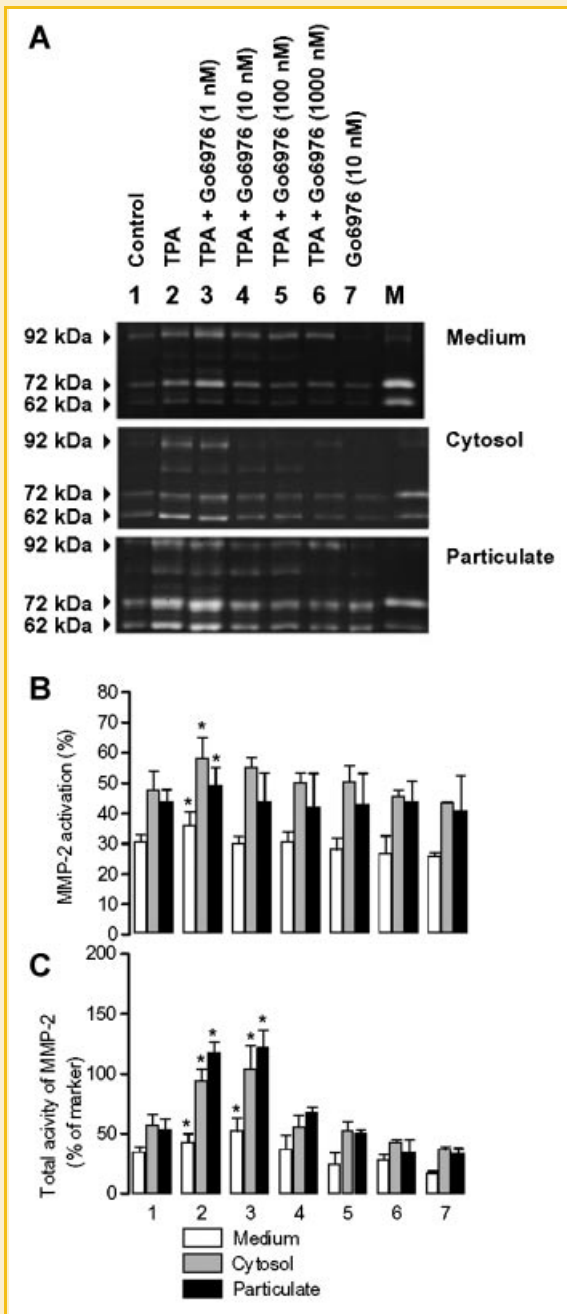 A
Control
TPA
TPA + Go6976 (1 nM)
TPA + Go6976 (10 nM)
TPA + Go6976 (100 nM)
TPA + Go6976 (1000 nM)
Go6976 (10 nM)
1 2 3 4 5 6 7 M
92 kDa Medium
72 kDa
62 kDa
92 kDa Cytosol
72 kDa
62 kDa
92 kDa Particulate
72 kDa
62 kDa
B
MMP-2 activation (%)
80
70
60
50
40
30
20
10
0
* * *
C
Total acivity of MMP-2
(% of marker)
200
150
100
50
0
* * * * * *
1 2 3 4 5 6 7
Medium
Cytosol
Particulate